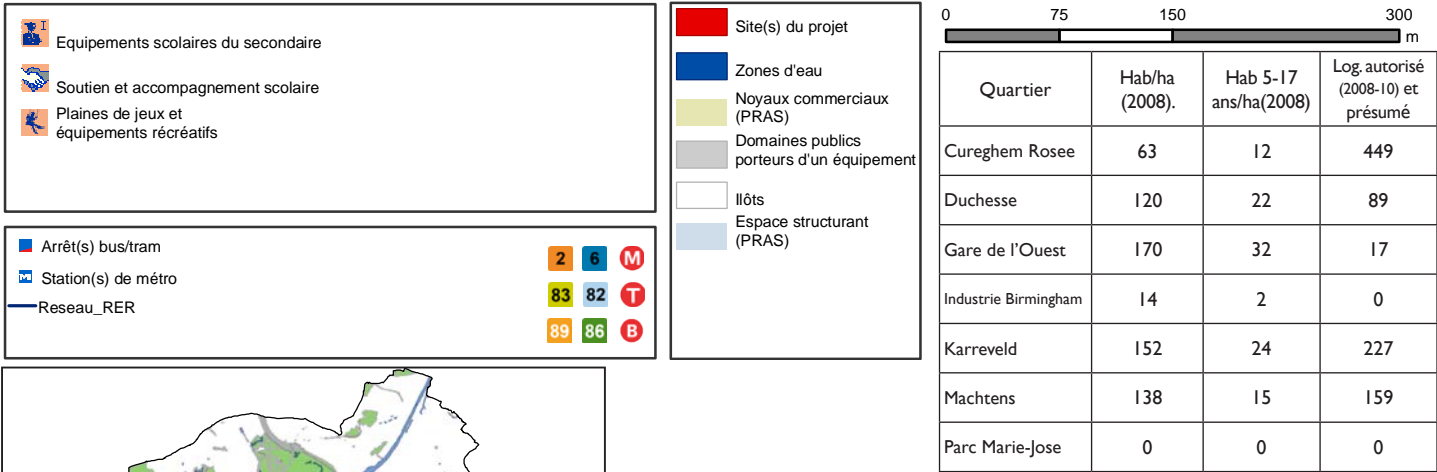 Equipements scolaires du secondaire
Soutien et accompagnement scolaire
Plaines de jeux et
équipements récréatifs
Arrêt(s) bus/tram
Station(s) de métro
Reseau_RER
2 6 M
83 82 T
89 86 B
Site(s) du projet
Zones d'eau
Noyaux commerciaux
(PRAS)
Domaines publics
porteurs d'un équipement
Ilôts
Espace structurant
(PRAS)
0 75 150 300
m
Quartier
Hab/ha
(2008).
Hab 5-17
ans/ha(2008)
Log. autorisé
(2008-10) et
présumé
Cureghem Rosee 63 12 449
Duchesse 120 22 89
Gare de l'Ouest 170 32 17
Industrie Birmingham 14 2 0
Karreveld 152 24 227
Machtens 138 15 159
Parc Marie-Jose 0 0 0